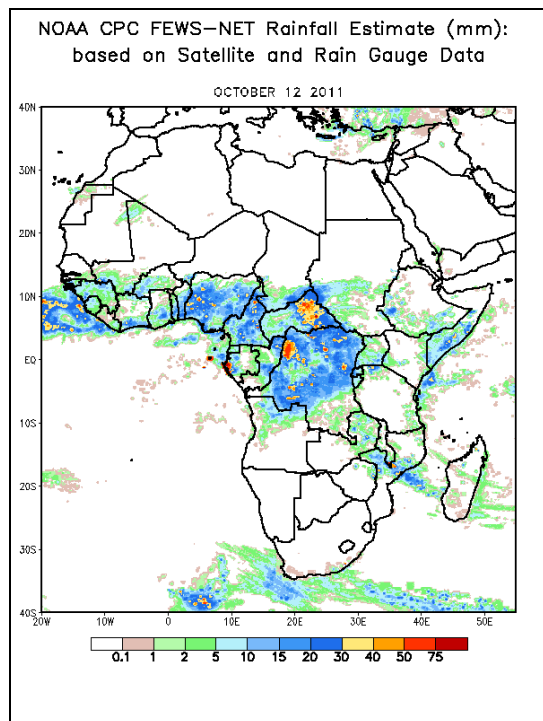 NOAA CPC FEWS-NET Rainfall Estimate (mm):
based on Satellite and Rain Gauge Data
OCTOBER 12 2011
40N
30N
20N
10N
EQ
10S
20S
30S
40S
20W 10W 0 10E 20E 30E 40E 50E
0.1 1 2 5 10 15 20 30 40 50 75